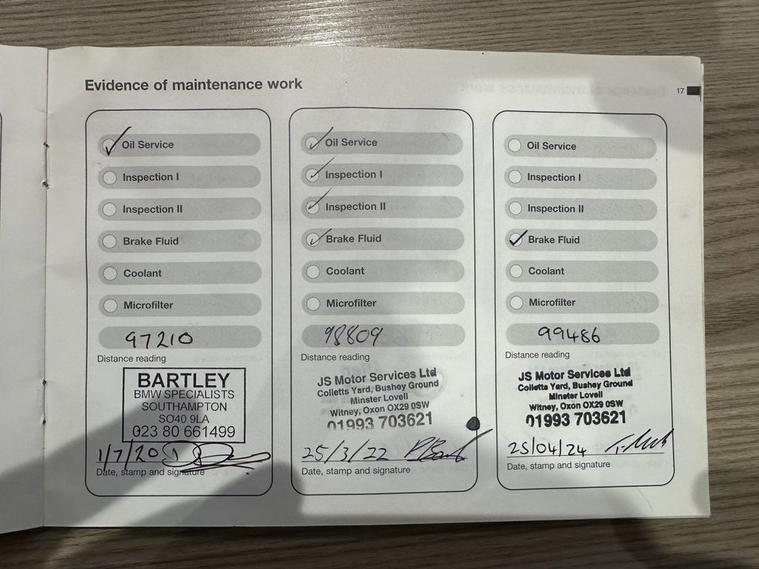 Evidence of maintenance work
17
Oil Service
Inspection I
Inspection II
Brake Fluid
Coolant
Microfilter
97210
Distance reading
BARTLEY
BMW SPECIALISTS
SOUTHAMPTON
SO40 9LA
023 80 661499
1/7/20
Date, stamp and signature
Oil Service
Inspection I
Inspection II
Brake Fluid
Coolant
Microfilter
98809
Distance reading
JS Motor Services Ltd
Colletts Yard, Bushey Ground
Minster Lovell
Witney, Oxon OX29 0SW
01993 703621
25/3/22
Date, stamp and signature
Oil Service
Inspection I
Inspection II
Brake Fluid
Coolant
Microfilter
99486
Distance reading
JS Motor Services Ltd
Colletts Yard, Bushey Ground
Minster Lovell
Witney, Oxon OX29 0SW
01993 703621
25/04/24
Date, stamp and signature